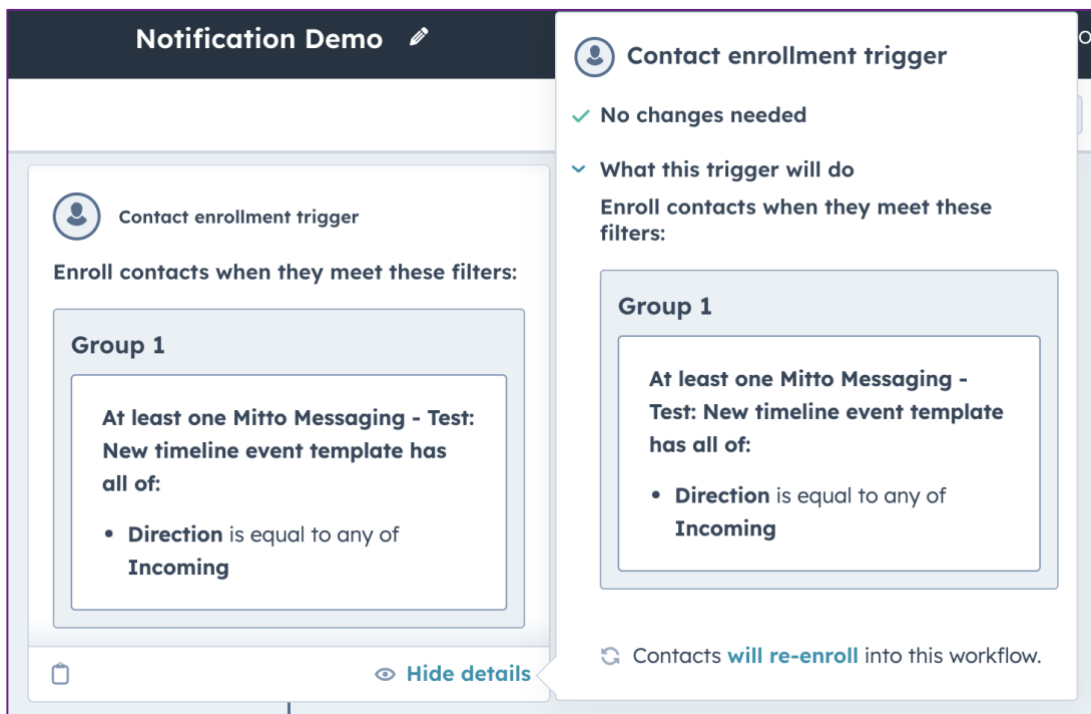 Notification Demo
Contact enrollment trigger
Enroll contacts when they meet these filters:
Group 1
At least one Mitto Messaging - Test:
New timeline event template has
all of:
• Direction is equal to any of
Incoming
Hide details
Contact enrollment trigger
No changes needed
What this trigger will do
Enroll contacts when they meet these
filters:
Group 1
At least one Mitto Messaging -
Test: New timeline event template
has all of:
• Direction is equal to any of
Incoming
Contacts will re-enroll into this workflow.